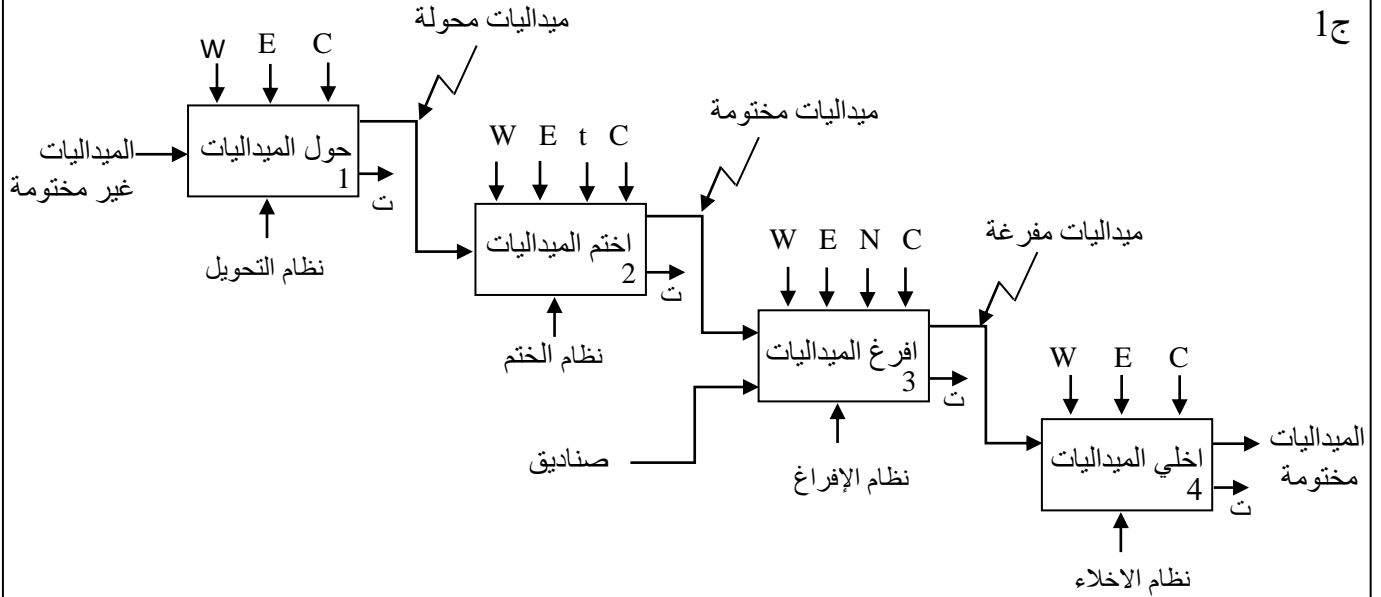 ج1
ميداليات محولة
W E C
حول الميداليات
1
الميداليات
غير مختومة
ت
نظام التحويل
ميداليات مختومة
W E t C
اختم الميداليات
2
ت
نظام الختم
ميداليات مفرغة
W E N C
افرغ الميداليات
3
ت
صناديق
نظام الإفراغ
W E C
اخلي الميداليات
4
الميداليات
مختومة
ت
نظام الاخلاء